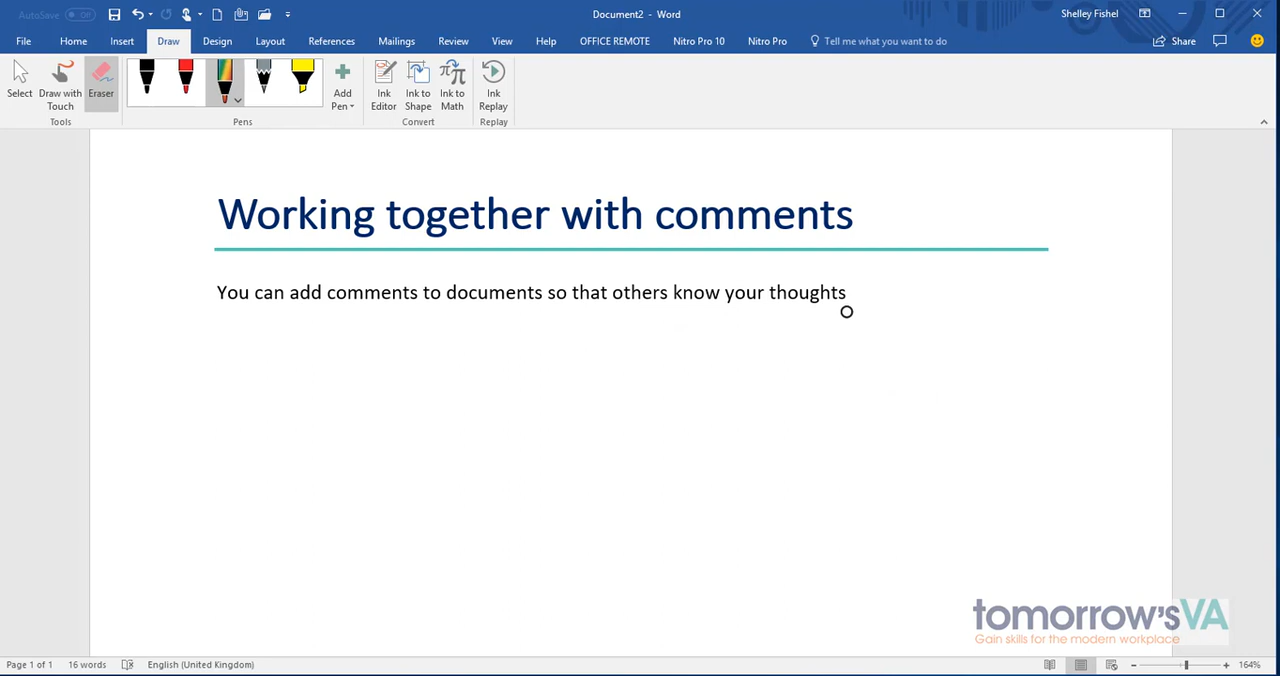 AutoSave Off
Document2 - Word
Shelley Fishel
File Home Insert Draw Design Layout References Mailings Review View Help OFFICE REMOTE Nitro Pro 10 Nitro Pro Tell me what you want to do Share
Select
Draw with Touch
Eraser
Add Pen
Ink Editor
Ink to Shape
Ink to Math
Ink Replay
Tools Pens Convert Replay
Working together with comments
You can add comments to documents so that others know your thoughts
tomorrow'sVA
Gain skills for the modern workplace
Page 1 of 1 16 words English (United Kingdom) 164%